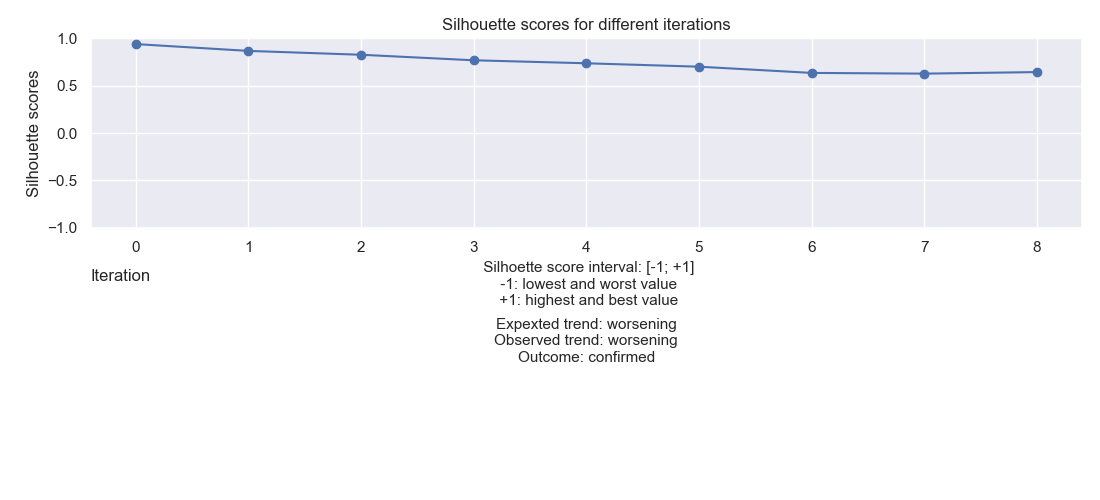 Silhouette scores for different iterations
Silhouette scores
1.0
0.5
0.0
−0.5
−1.0
0 1 2 3 4 5 6 7 8
Iteration
Silhoette score interval: [-1; +1]
-1: lowest and worst value
+1: highest and best value
Expexted trend: worsening
Observed trend: worsening
Outcome: confirmed